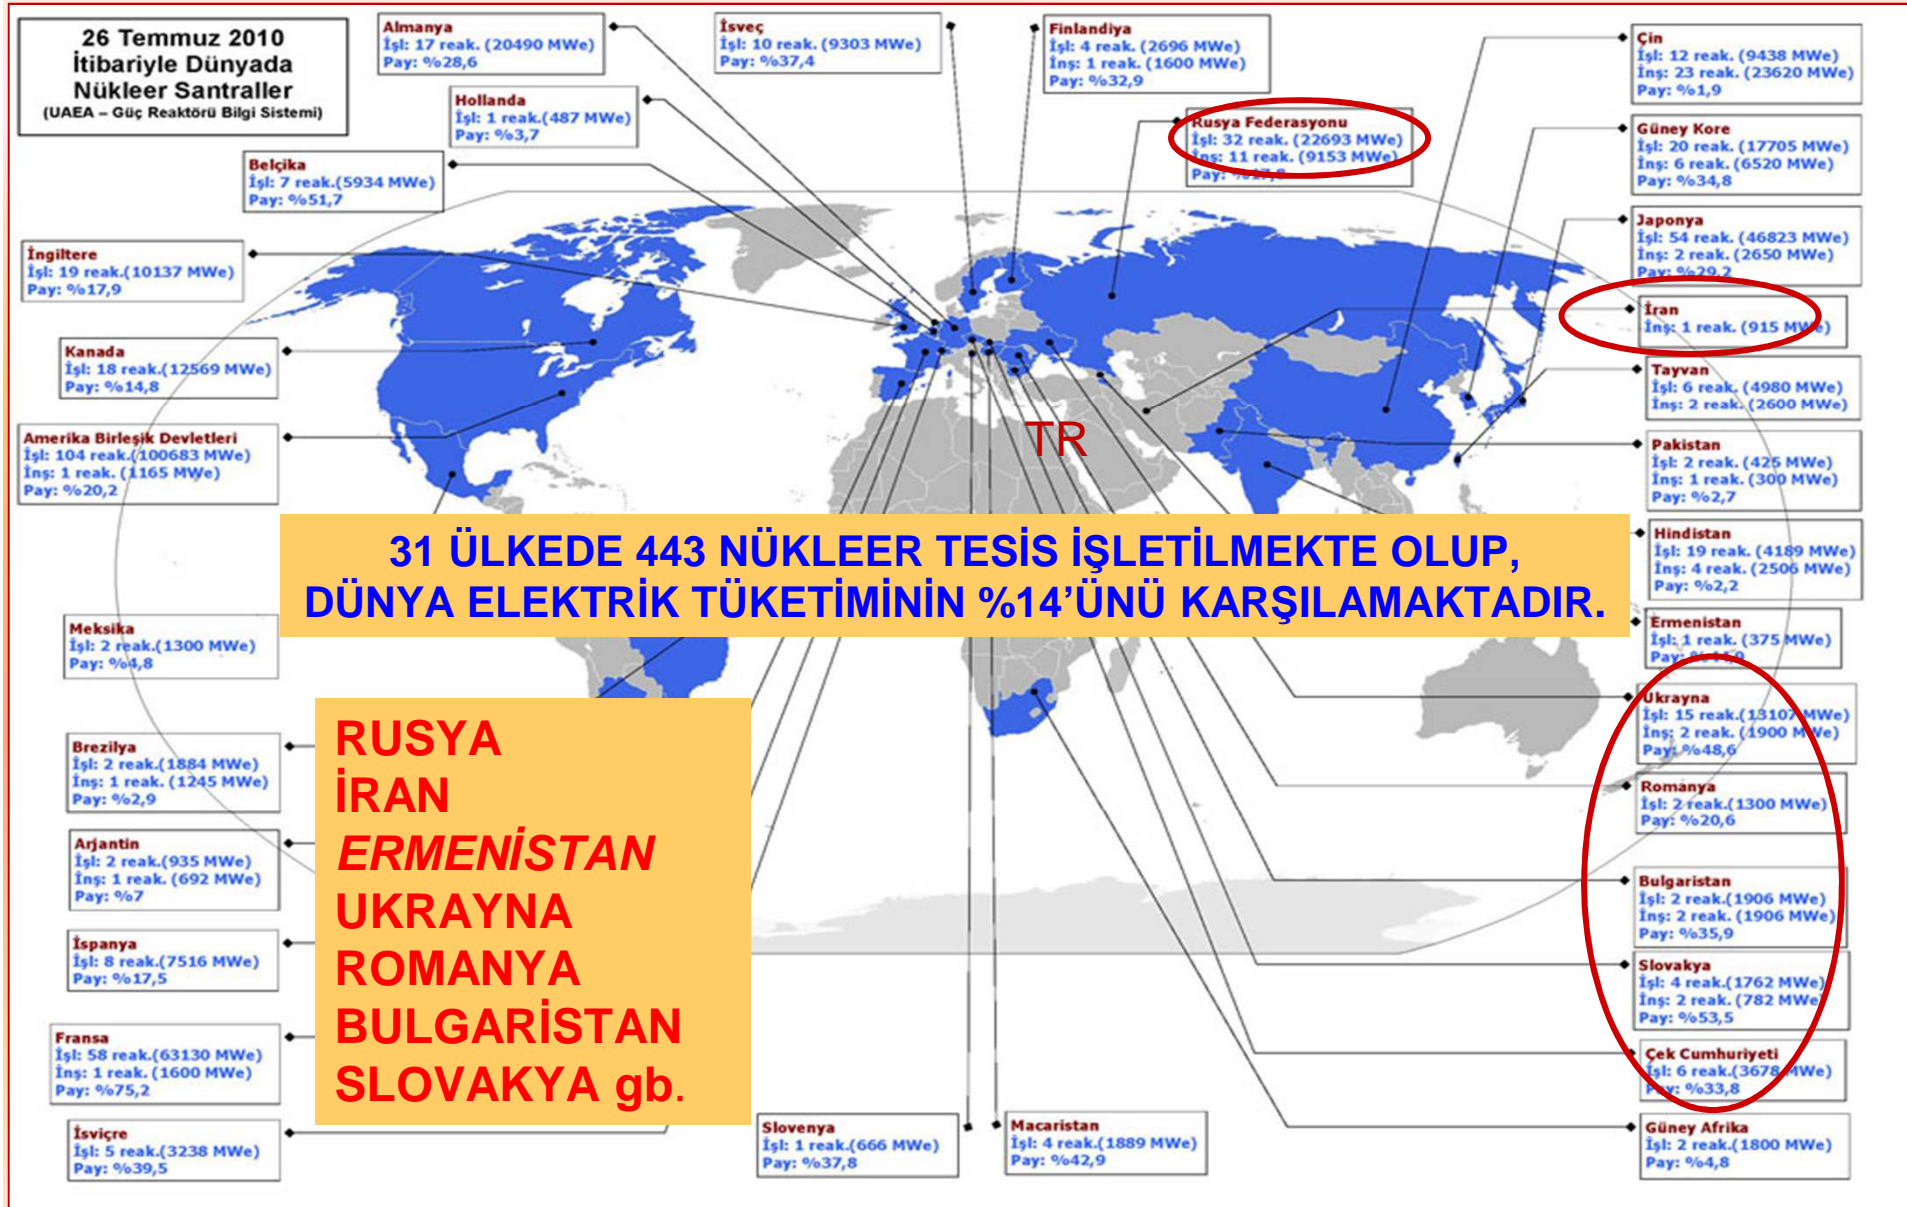 26 Temmuz 2010
İtibariyle Dünyada
Nükleer Santraller
(UAEA – Güç Reaktörü Bilgi Sistemi)
Almanya
İşl: 17 reak. (20490 MWe)
Pay: %28,6
İsveç
İşl: 10 reak. (9303 MWe)
Pay: %37,4
Finlandiya
İşl: 4 reak. (2696 MWe)
İnş: 1 reak. (1600 MWe)
Pay: %32,9
Çin
İşl: 12 reak. (9438 MWe)
İnş: 23 reak. (23620 MWe)
Pay: %1,9
Hollanda
İşl: 1 reak.(487 MWe)
Pay: %3,7
Rusya Federasyonu
İşl: 32 reak. (22693 MWe)
İnş: 11 reak. (9153 MWe)
Pay: %17,8
Güney Kore
İşl: 20 reak. (17705 MWe)
İnş: 6 reak. (6520 MWe)
Pay: %34,8
Belçika
İşl: 7 reak.(5934 MWe)
Pay: %51,7
Japonya
İşl: 54 reak. (46823 MWe)
İnş: 2 reak. (2650 MWe)
Pay: %29,2
İngiltere
İşl: 19 reak.(10137 MWe)
Pay: %17,9
İran
İnş: 1 reak. (915 MWe)
Kanada
İşl: 18 reak.(12569 MWe)
Pay: %14,8
Tayvan
İşl: 6 reak. (4980 MWe)
İnş: 2 reak. (2600 MWe)
Amerika Birleşik Devletleri
İşl: 104 reak.(100683 MWe)
İnş: 1 reak. (1165 MWe)
Pay: %20,2
TR
Pakistan
İşl: 2 reak. (425 MWe)
İnş: 1 reak. (300 MWe)
Pay: %2,7
31 ÜLKEDE 443 NÜKLEER TESİS İŞLETİLMEKTE OLUP,
DÜNYA ELEKTRİK TÜKETİMİNİN %14’ÜNÜ KARŞILAMAKTADIR.
Hindistan
İşl: 19 reak. (4189 MWe)
İnş: 4 reak. (2506 MWe)
Pay: %2,2
Meksika
İşl: 2 reak.(1300 MWe)
Pay: %4,8
Ermenistan
İşl: 1 reak. (375 MWe)
Pay:
Ukrayna
İşl: 15 reak.(13107 MWe)
İnş: 2 reak. (1900 MWe)
Pay: %48,6
Brezilya
İşl: 2 reak.(1884 MWe)
İnş: 1 reak. (1245 MWe)
Pay: %2,9
Romanya
İşl: 2 reak.(1300 MWe)
Pay: %20,6
Arjantin
İşl: 2 reak.(935 MWe)
İnş: 1 reak. (692 MWe)
Pay: %7
Bulgaristan
İşl: 2 reak.(1906 MWe)
İnş: 2 reak. (1906 MWe)
Pay: %35,9
İspanya
İşl: 8 reak.(7516 MWe)
Pay: %17,5
Slovakya
İşl: 4 reak.(1762 MWe)
İnş: 2 reak. (782 MWe)
Pay: %53,5
Fransa
İşl: 58 reak.(63130 MWe)
İnş: 1 reak. (1600 MWe)
Pay: %75,2
Çek Cumhuriyeti
İşl: 6 reak.(3678 MWe)
Pay: %33,8
RUSYA
İRAN
ERMENİSTAN
UKRAYNA
ROMANYA
BULGARİSTAN
SLOVAKYA gb.
İsviçre
İşl: 5 reak.(3238 MWe)
Pay: %39,5
Slovenya
İşl: 1 reak.(666 MWe)
Pay: %37,8
Macaristan
İşl: 4 reak.(1889 MWe)
Pay: %42,9
Güney Afrika
İşl: 2 reak.(1800 MWe)
Pay: %4,8